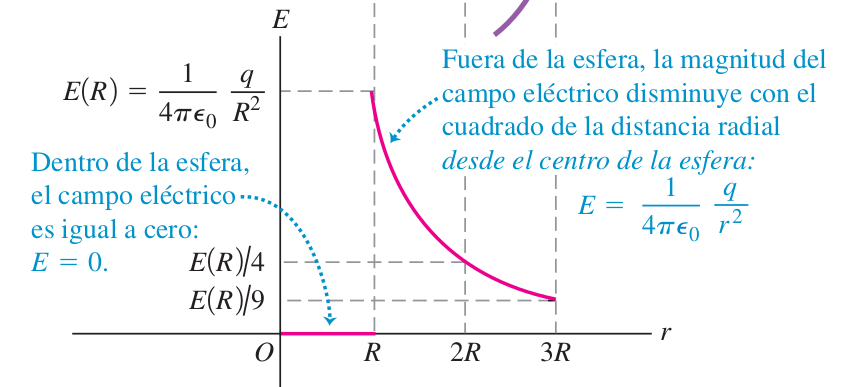 E
E(R) = 1/4πϵ₀ q/R²
Fuera de la esfera, la magnitud del
campo eléctrico disminuye con el
cuadrado de la distancia radial
desde el centro de la esfera:
E = 1/4πϵ₀ q/r²
Dentro de la esfera,
el campo eléctrico
es igual a cero:
E = 0.
E(R)/4
E(R)/9
O R 2R 3R r